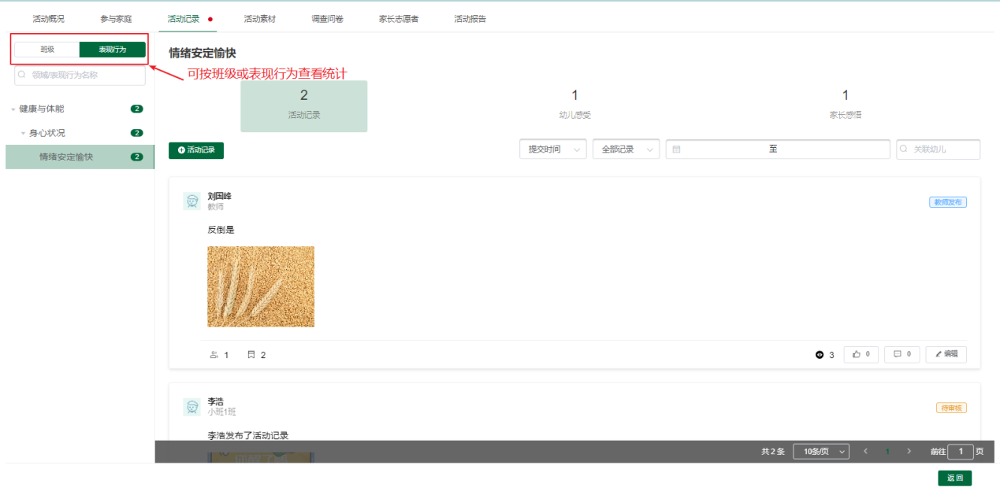 活动概况 参与家庭 活动记录 活动素材 调查问卷 家长志愿者 活动报告
班级 表现行为
领域/表现行为名称
健康与体能 2
身心状况 2
情绪安定愉快 2
情绪安定愉快
可按班级或表现行为查看统计
2 1 1
活动记录 幼儿感受 家长感悟
活动记录 提交时间 全部记录 至 关联幼儿
刘国峰
教师
教师发布
反倒是
1 2 3 0 0 编辑
李浩
小班1班
待审核
李浩发布了活动记录
共2条 10条/页 1 前往 1 页
返回